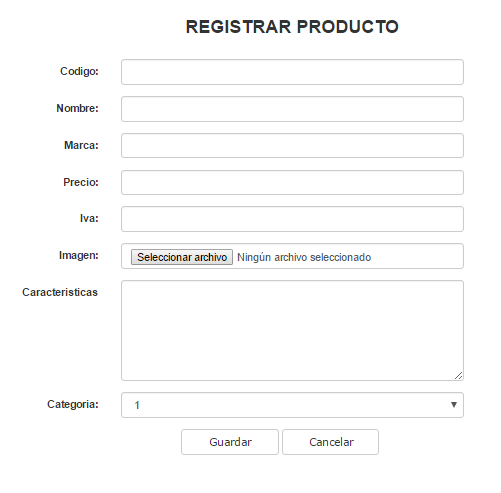 REGISTRAR PRODUCTO
Codigo:
Nombre:
Marca:
Precio:
Iva:
Imagen: Seleccionar archivo Ningún archivo seleccionado
Caracteristicas
Categoria: 1
Guardar Cancelar